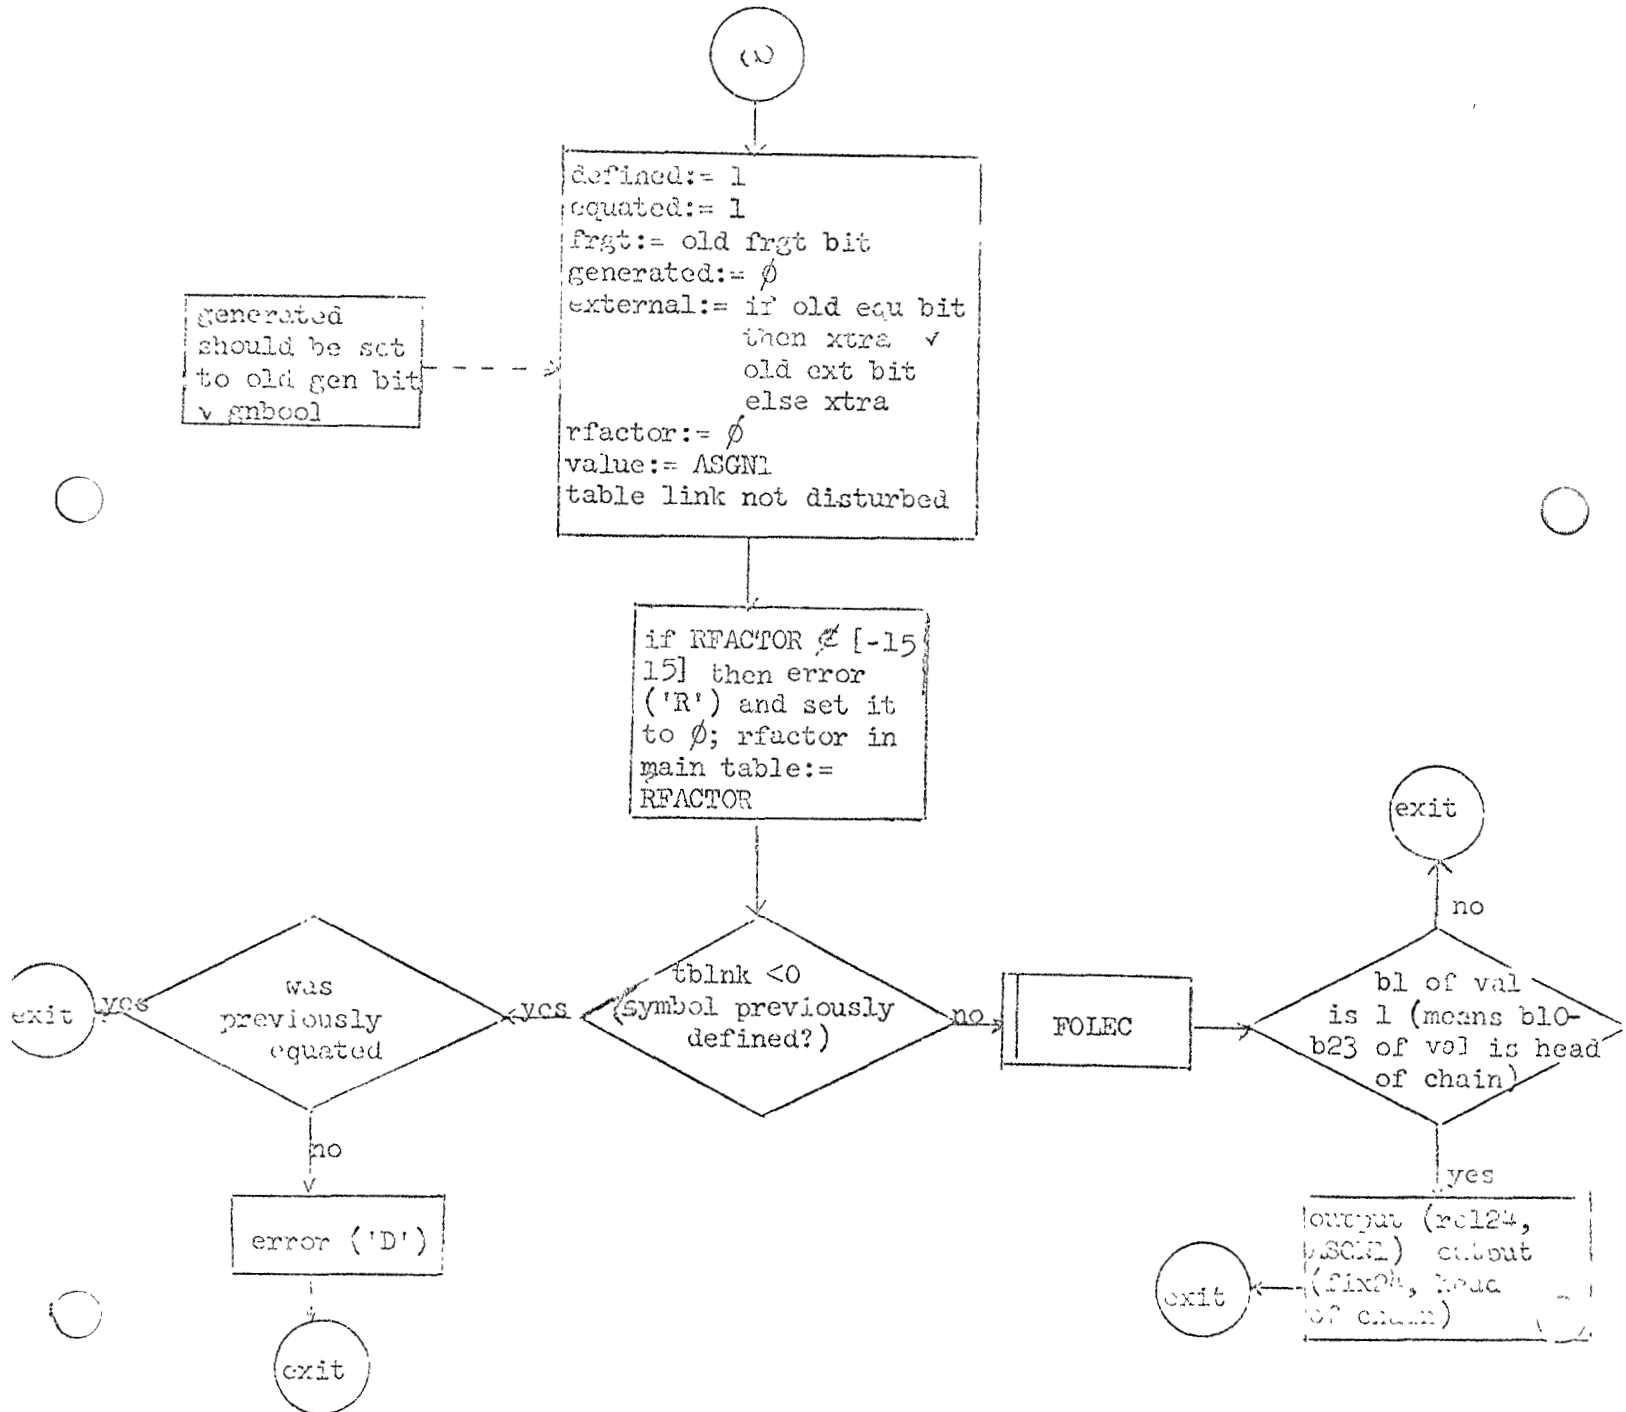 defined:= 1
equated:= 1
frgt:= old frgt bit
generated:= ∅
external:= if old equ bit
then xtra ∨
old ext bit
else xtra
rfactor:= ∅
value:= ASGN1
table link not disturbed
generated
should be set
to old gen bit
∨ gnbool
if RFACTOR ∉ [-15
15] then error
('R') and set it
to ∅; rfactor in
main table:=
RFACTOR
exit
no
tblnk <0
(symbol previously
defined?)
yes
was
previously
equated
yes
exit
no
FOLEC
b1 of val
is 1 (means b10-
b23 of val is head
of chain)
no
error ('D')
exit
yes
output (rel24,
ASGN1) output
(fix24, head
of chain)
exit